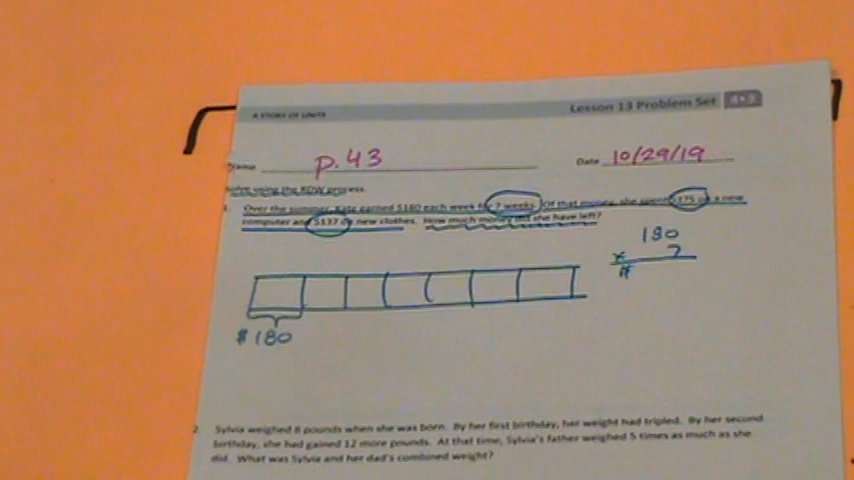 A STORY OF UNITS
Lesson 13 Problem Set 4•3
Name p.43
Date 10/29/19
Solve using the RDW process.
1. Over the summer, Kate earned $180 each week for 7 weeks. Of that money, she spent $375 on a new
computer and $137 on new clothes. How much money did she have left?
180
x 7
$
$180
2. Sylvia weighed 8 pounds when she was born. By her first birthday, her weight had tripled. By her second
birthday, she had gained 12 more pounds. At that time, Sylvia's father weighed 5 times as much as she
did. What was Sylvia and her dad's combined weight?